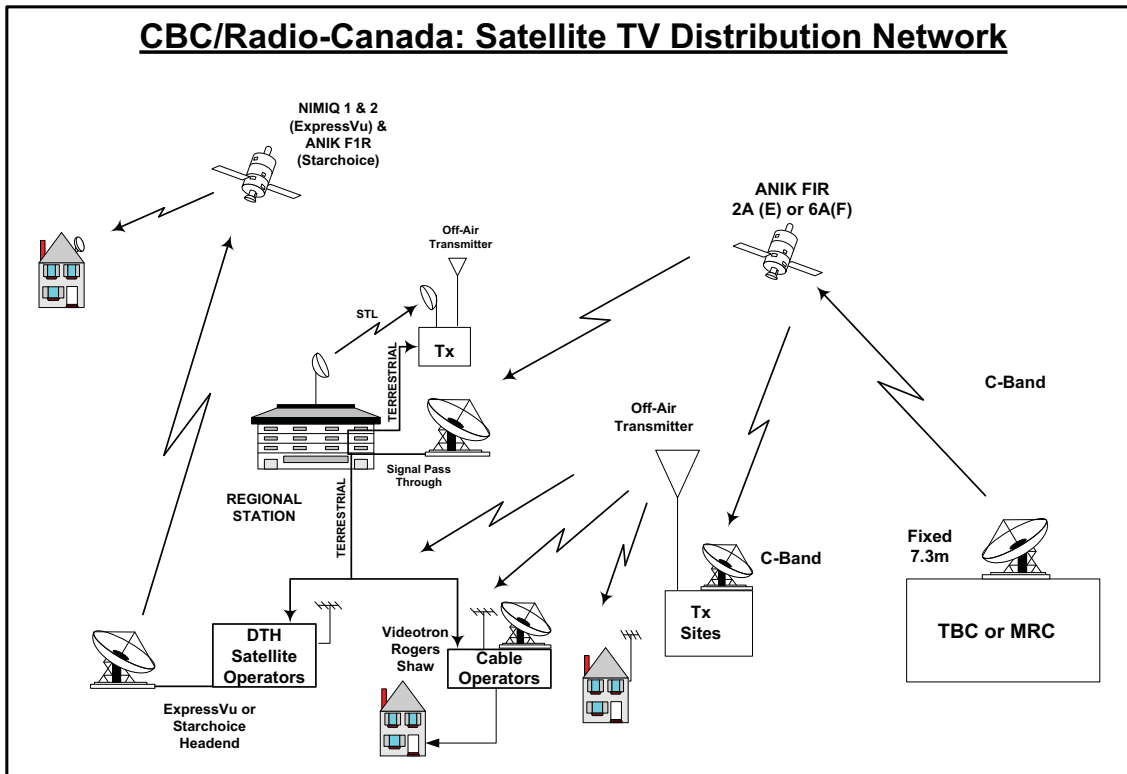 CBC/Radio-Canada: Satellite TV Distribution Network
NIMIQ 1 & 2
(ExpressVu) &
ANIK F1R
(Starchoice)
ANIK FIR
2A (E) or 6A(F)
Off-Air
Transmitter
STL
Tx
TERRESTRIAL
C-Band
Off-Air
Transmitter
Signal Pass
Through
REGIONAL
STATION
TERRESTRIAL
Fixed
7.3m
C-Band
Tx
Sites
TBC or MRC
DTH
Satellite
Operators
Videotron
Rogers
Shaw
Cable
Operators
ExpressVu or
Starchoice
Headend